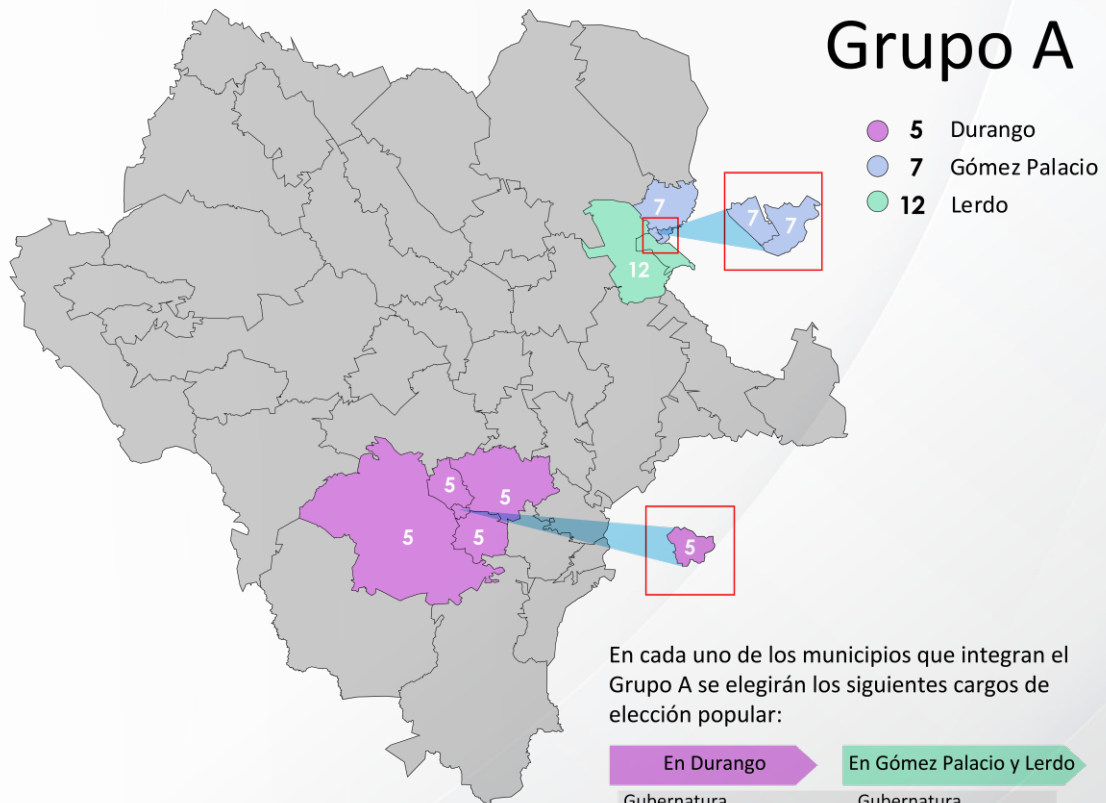 Grupo A
5 Durango
7 Gómez Palacio
12 Lerdo
7
7
7
12
5
5
5
5
5
En cada uno de los municipios que integran el
Grupo A se elegirán los siguientes cargos de
elección popular:
En Durango
En Gómez Palacio y Lerdo
Gubernatura
Gubernatura